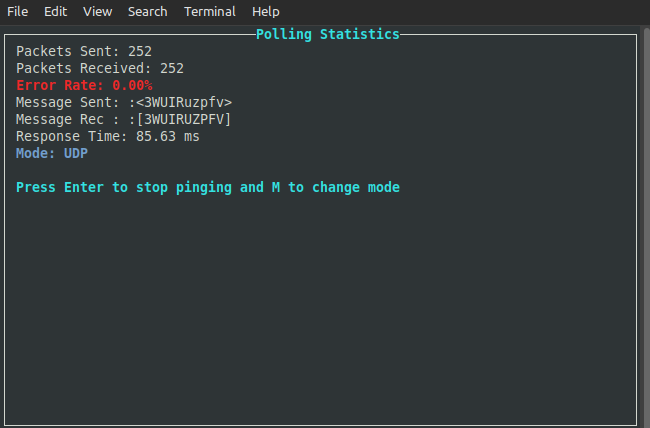 File Edit View Search Terminal Help
Polling Statistics
Packets Sent: 252
Packets Received: 252
Error Rate: 0.00%
Message Sent: :<3WUIRuzpfv>
Message Rec : :[3WUIRUZPFV]
Response Time: 85.63 ms
Mode: UDP
Press Enter to stop pinging and M to change mode